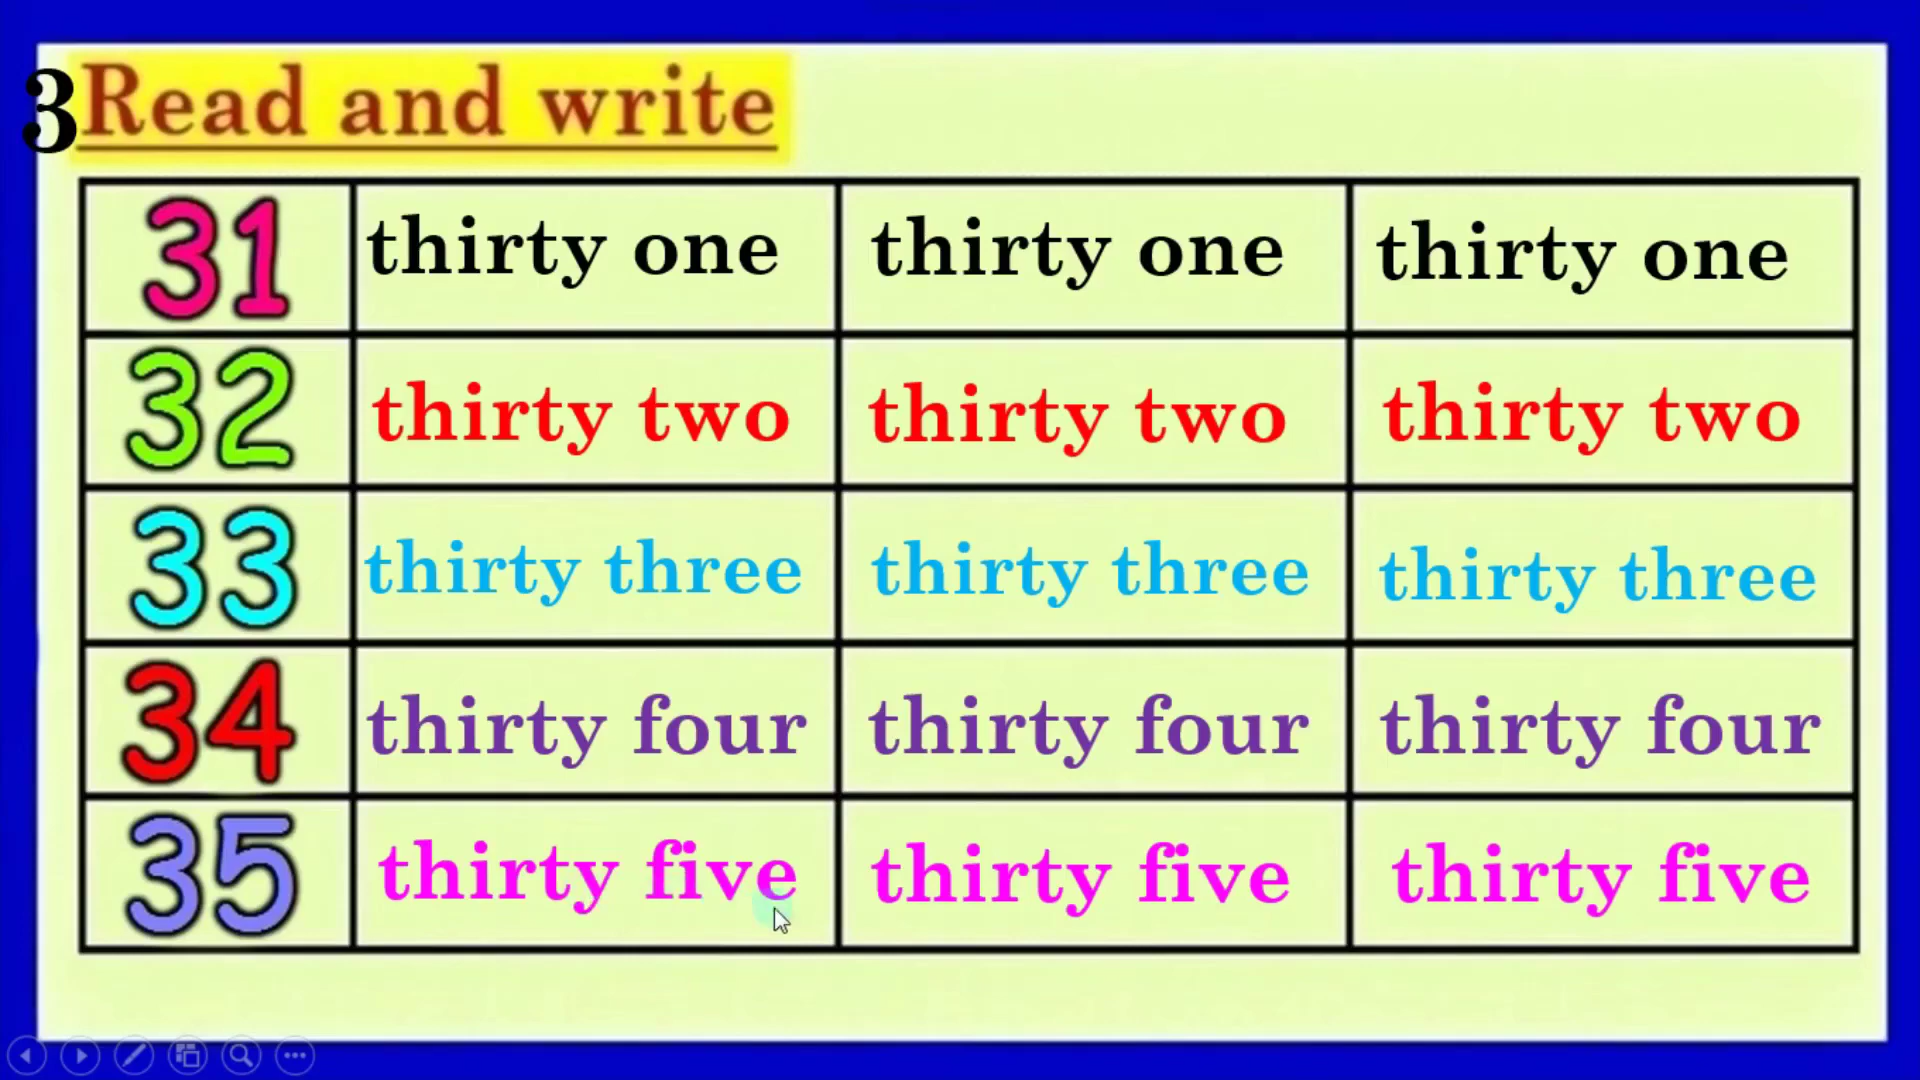 3 Read and write
31 thirty one thirty one thirty one
32 thirty two thirty two thirty two
33 thirty three thirty three thirty three
34 thirty four thirty four thirty four
35 thirty five thirty five thirty five